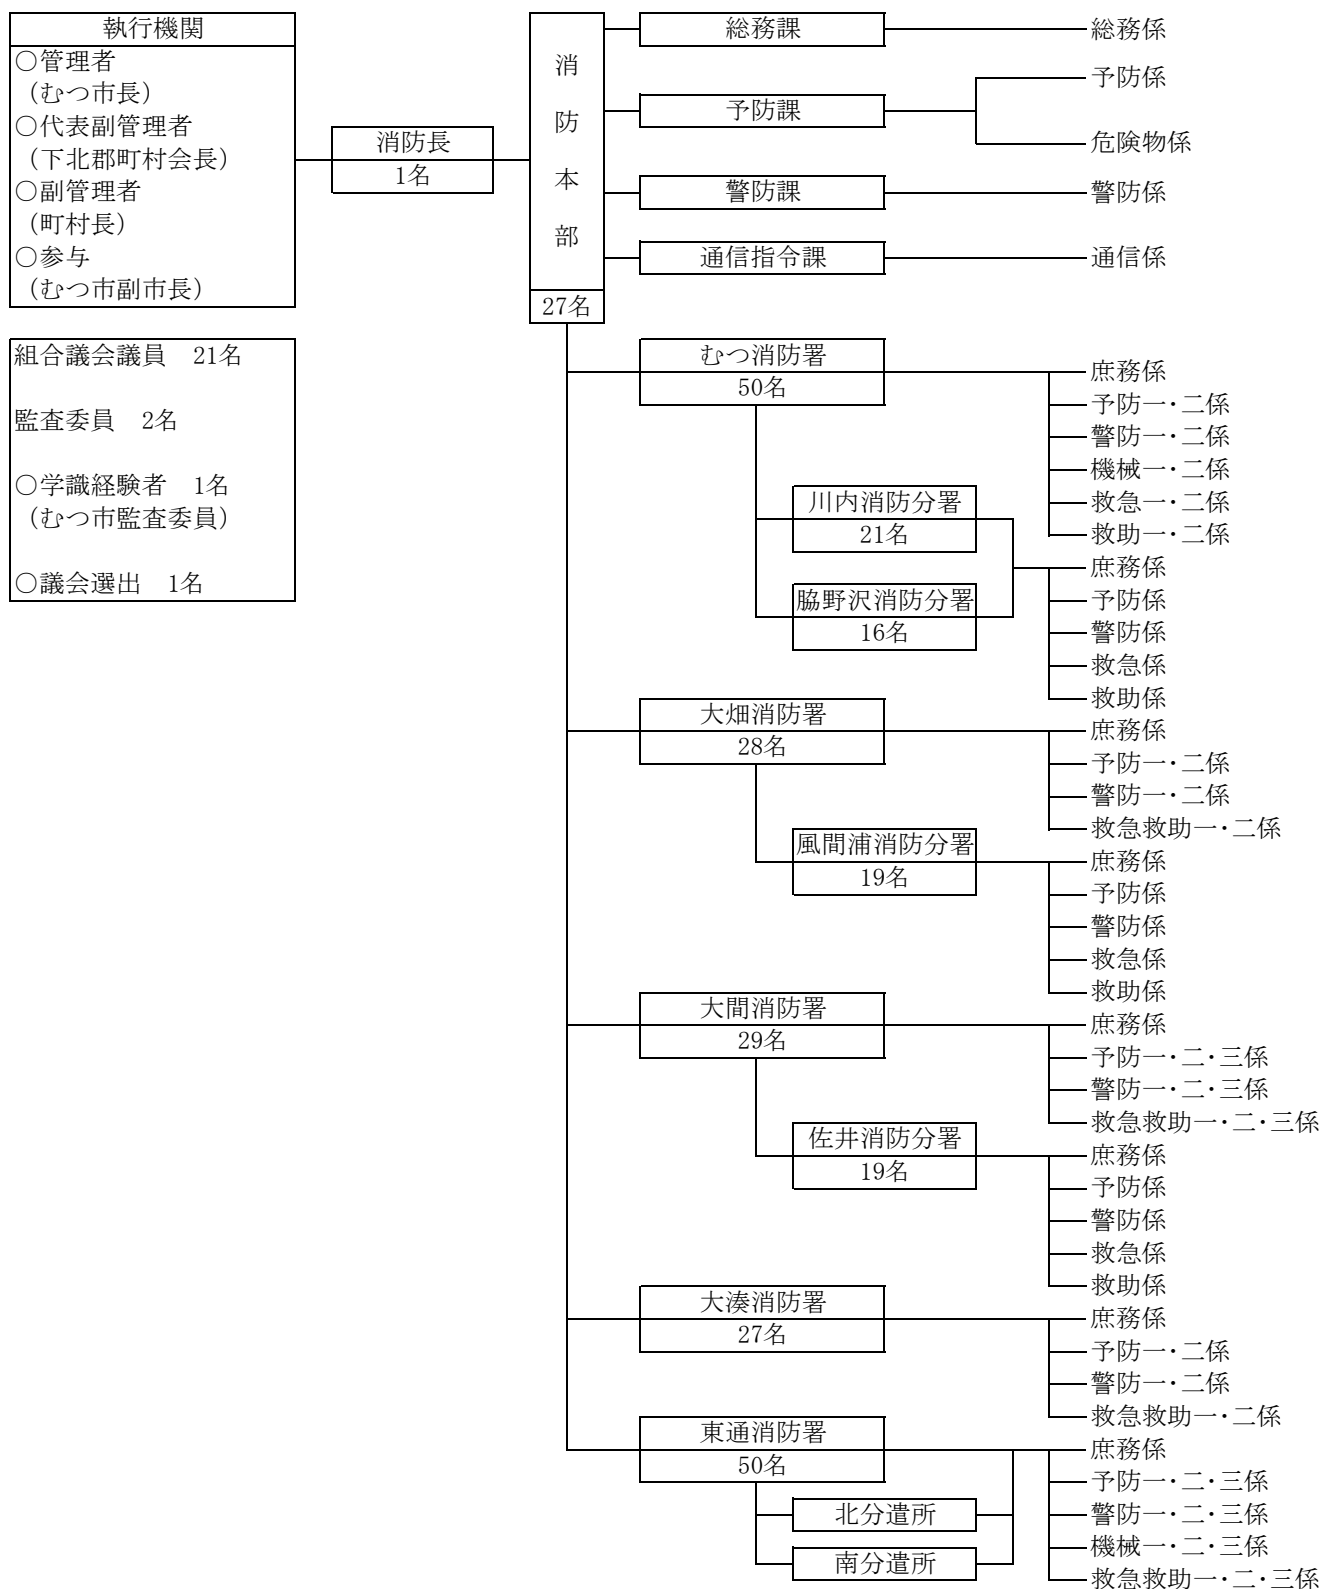 執行機関
○管理者
（むつ市長）
○代表副管理者
（下北郡町村会長）
○副管理者
（町村長）
○参与
（むつ市副市長）
組合議会議員　21名
監査委員　2名
○学識経験者　1名
（むつ市監査委員）
○議会選出　1名
消防長
1名
消防本部
27名
総務課
総務係
予防課
予防係
危険物係
警防課
警防係
通信指令課
通信係
むつ消防署
50名
庶務係
予防一・二係
警防一・二係
機械一・二係
救急一・二係
救助一・二係
川内消防分署
21名
脇野沢消防分署
16名
庶務係
予防係
警防係
救急係
救助係
大畑消防署
28名
庶務係
予防一・二係
警防一・二係
救急救助一・二係
風間浦消防分署
19名
庶務係
予防係
警防係
救急係
救助係
大間消防署
29名
庶務係
予防一・二・三係
警防一・二・三係
救急救助一・二・三係
佐井消防分署
19名
庶務係
予防係
警防係
救急係
救助係
大湊消防署
27名
庶務係
予防一・二係
警防一・二係
救急救助一・二係
東通消防署
50名
北分遣所
南分遣所
庶務係
予防一・二・三係
警防一・二・三係
機械一・二・三係
救急救助一・二・三係